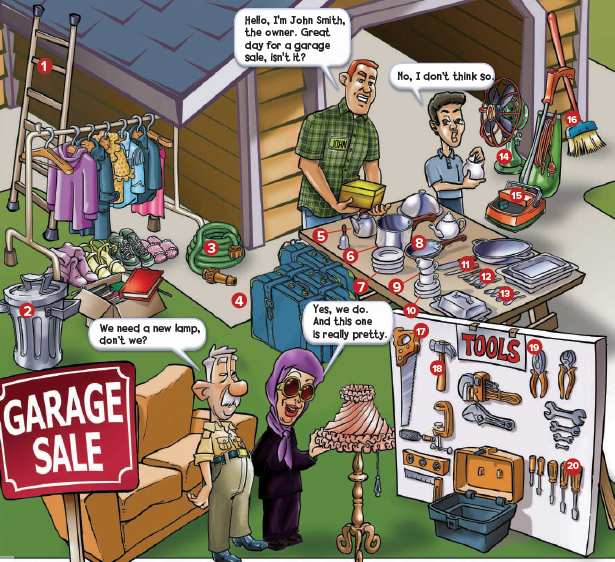 Hello, I'm John Smith,
the owner. Great
day for a garage
sale, isn't it?
No, I don't think so.
1
16
JOHN
14
15
5
8
3
6
11
12
7
9
13
4
10
2
Yes, we do.
And this one
is really pretty.
We need a new lamp,
don't we?
17
TOOLS
19
18
GARAGE
SALE
20